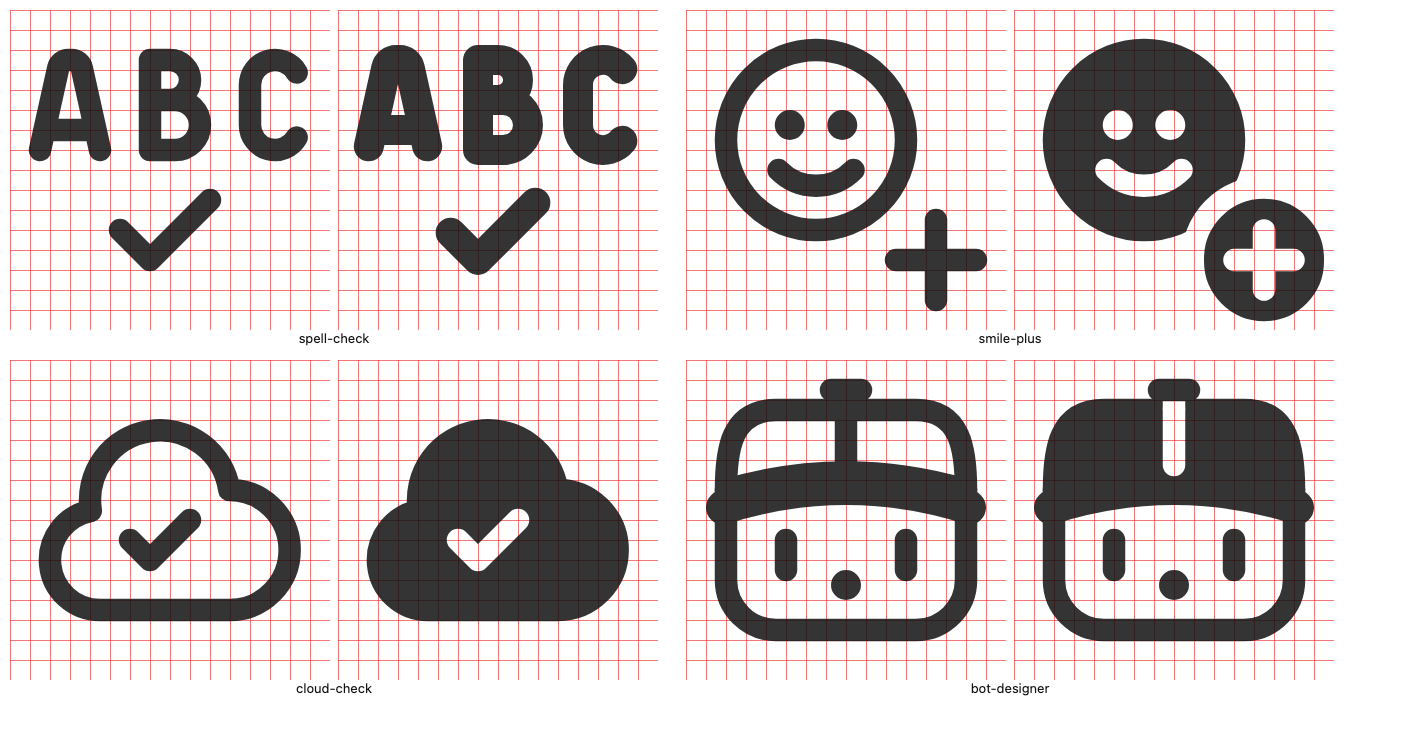 ABC ABC
spell-check
smile-plus
cloud-check
bot-designer